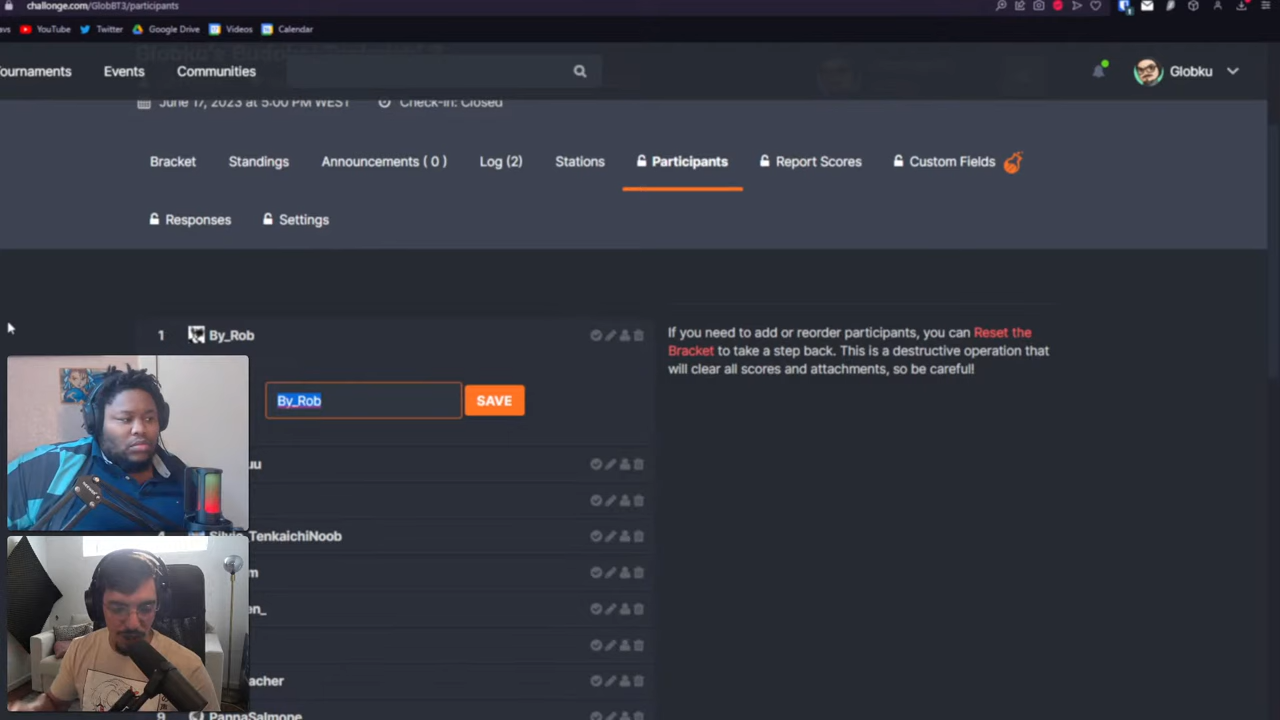 challonge.com/GlobBT3/participants
YouTube Twitter Google Drive Videos Calendar
Tournaments Events Communities Globku
June 17, 2023 at 5:00 PM WEST Check-in: Closed
Bracket Standings Announcements ( 0 ) Log (2) Stations Participants Report Scores Custom Fields
Responses Settings
1 By_Rob
If you need to add or reorder participants, you can Reset the
Bracket to take a step back. This is a destructive operation that
will clear all scores and attachments, so be careful!
By_Rob SAVE
uu
Silvio_TenkaichiNoob
m
en_
acher
9 PannaSalmone